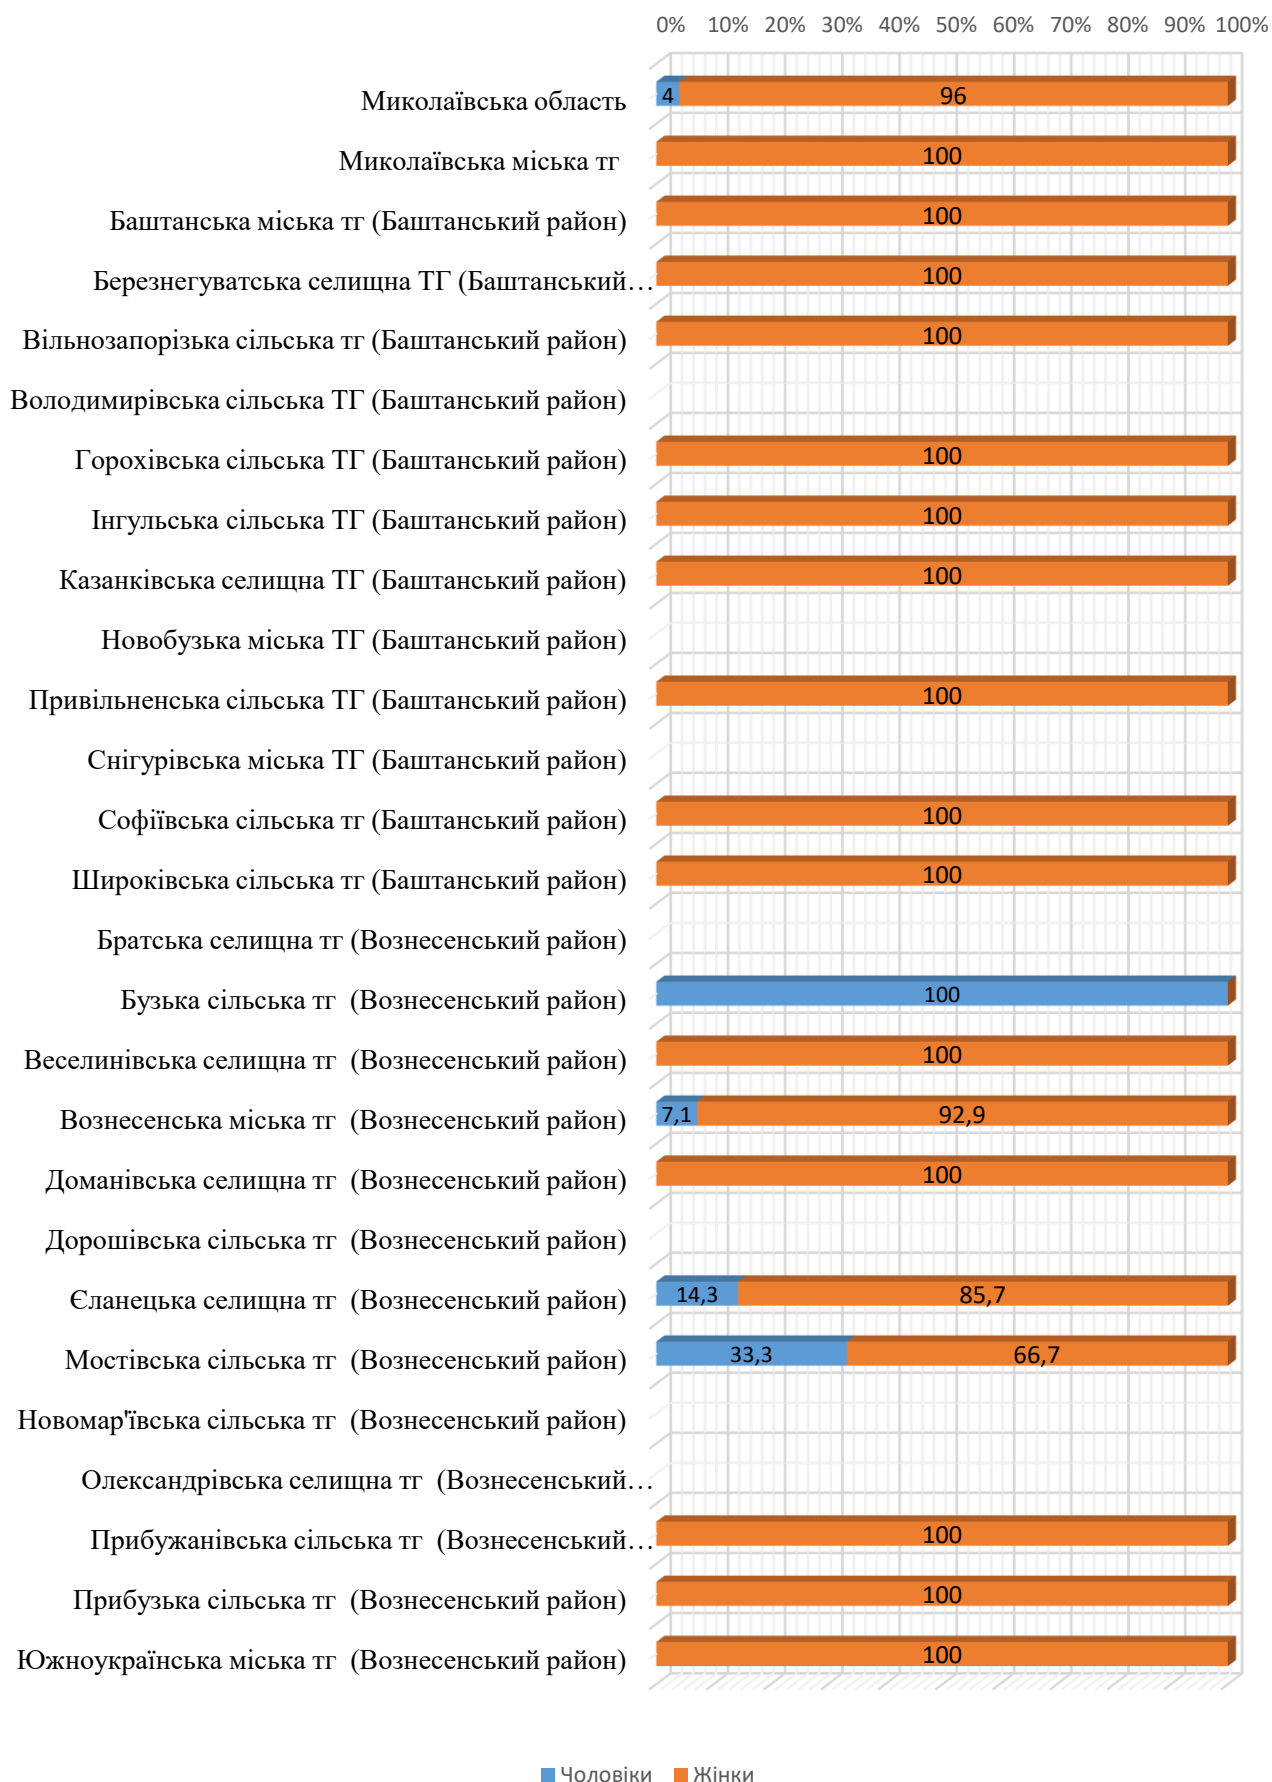 0% 10% 20% 30% 40% 50% 60% 70% 80% 90% 100%
Миколаївська область 4 96
Миколаївська міська тг 100
Баштанська міська тг (Баштанський район) 100
Березнегуватська селищна ТГ (Баштанський… 100
Вільнозапорізька сільська тг (Баштанський район) 100
Володимирівська сільська ТГ (Баштанський район)
Горохівська сільська ТГ (Баштанський район) 100
Інгульська сільська ТГ (Баштанський район) 100
Казанківська селищна ТГ (Баштанський район) 100
Новобузька міська ТГ (Баштанський район)
Привільненська сільська ТГ (Баштанський район) 100
Снігурівська міська ТГ (Баштанський район)
Софіївська сільська тг (Баштанський район) 100
Широківська сільська тг (Баштанський район) 100
Братська селищна тг (Вознесенський район)
Бузька сільська тг (Вознесенський район) 100
Веселинівська селищна тг (Вознесенський район) 100
Вознесенська міська тг (Вознесенський район) 7,1 92,9
Доманівська селищна тг (Вознесенський район) 100
Дорошівська сільська тг (Вознесенський район)
Єланецька селищна тг (Вознесенський район) 14,3 85,7
Мостівська сільська тг (Вознесенський район) 33,3 66,7
Новомар'ївська сільська тг (Вознесенський район)
Олександрівська селищна тг (Вознесенський…
Прибужанівська сільська тг (Вознесенський… 100
Прибузька сільська тг (Вознесенський район) 100
Южноукраїнська міська тг (Вознесенський район) 100
Чоловіки Жінки